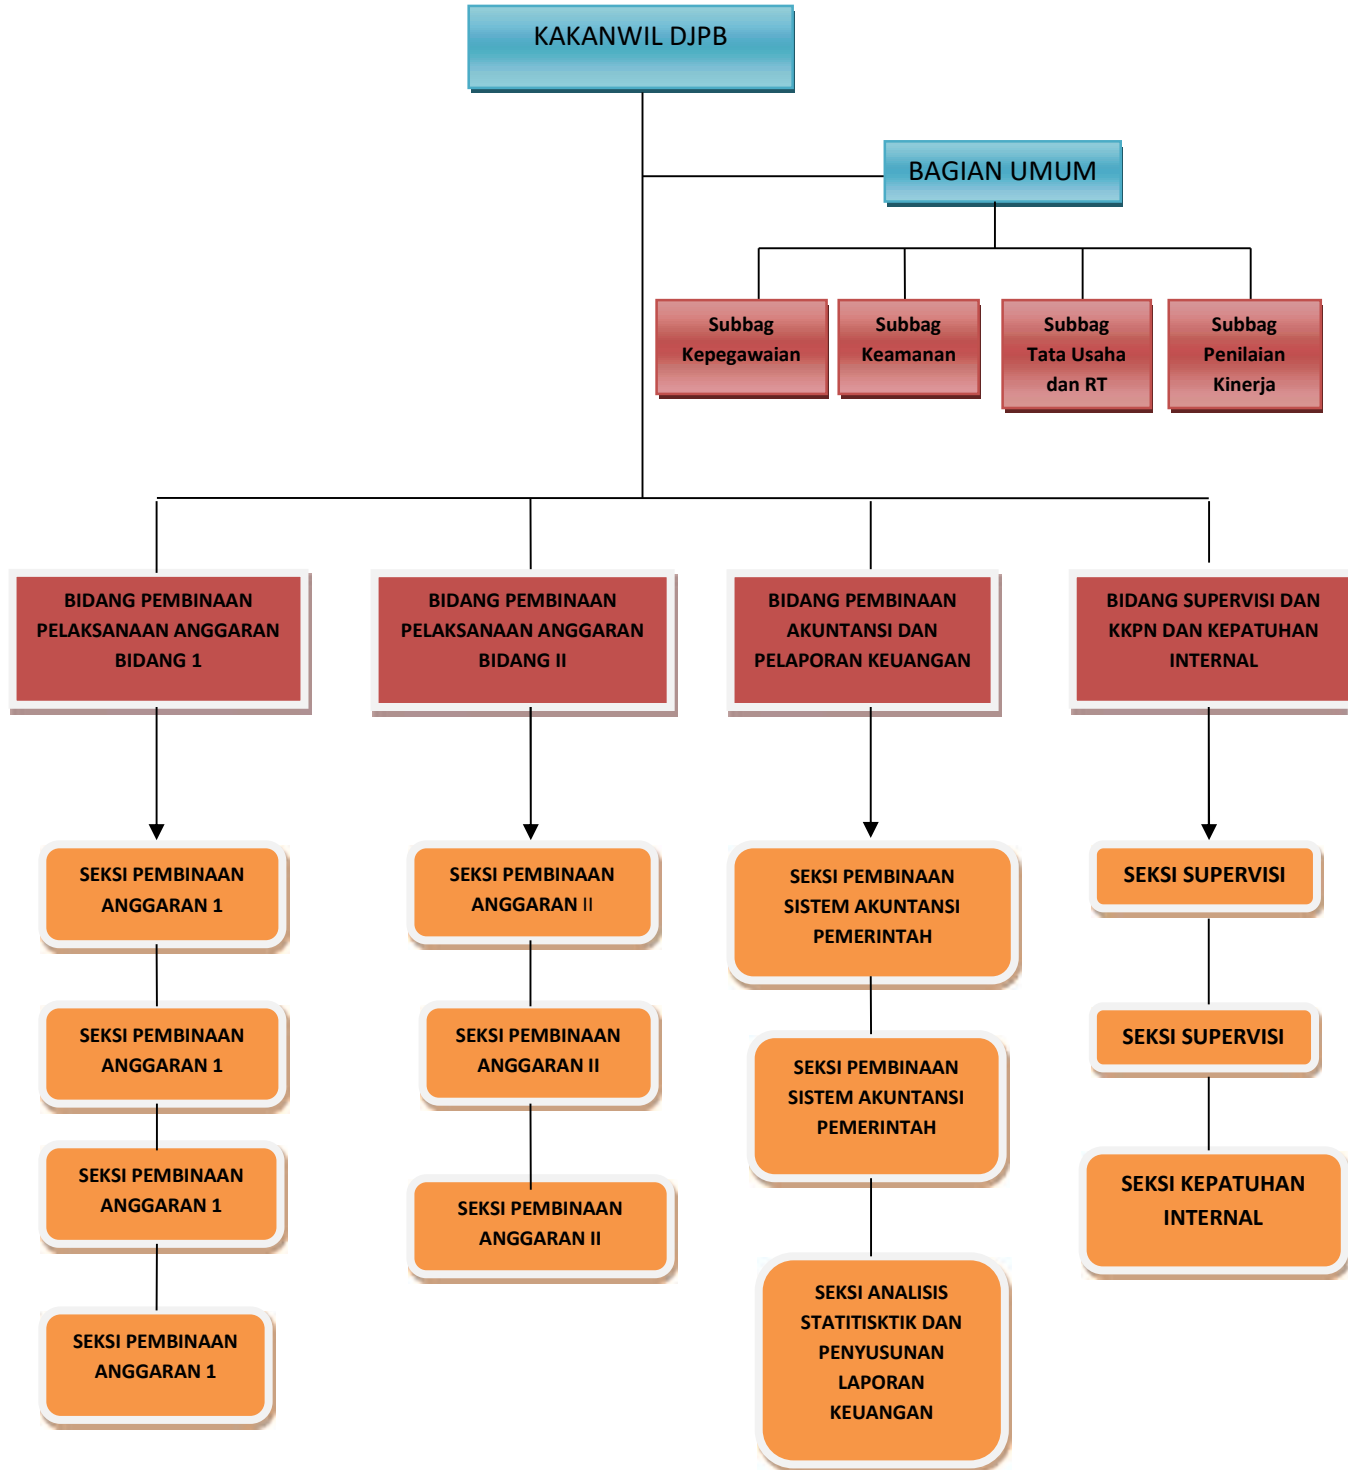 KAKANWIL DJPB
BAGIAN UMUM
Subbag
Kepegawaian
Subbag
Keamanan
Subbag
Tata Usaha
dan RT
Subbag
Penilaian
Kinerja
BIDANG PEMBINAAN
PELAKSANAAN ANGGARAN
BIDANG 1
BIDANG PEMBINAAN
PELAKSANAAN ANGGARAN
BIDANG II
BIDANG PEMBINAAN
AKUNTANSI DAN
PELAPORAN KEUANGAN
BIDANG SUPERVISI DAN
KKPN DAN KEPATUHAN
INTERNAL
SEKSI PEMBINAAN
ANGGARAN 1
SEKSI PEMBINAAN
ANGGARAN 1
SEKSI PEMBINAAN
ANGGARAN 1
SEKSI PEMBINAAN
ANGGARAN 1
SEKSI PEMBINAAN
ANGGARAN II
SEKSI PEMBINAAN
ANGGARAN II
SEKSI PEMBINAAN
ANGGARAN II
SEKSI PEMBINAAN
SISTEM AKUNTANSI
PEMERINTAH
SEKSI PEMBINAAN
SISTEM AKUNTANSI
PEMERINTAH
SEKSI ANALISIS
STATITISKTIK DAN
PENYUSUNAN
LAPORAN
KEUANGAN
SEKSI SUPERVISI
SEKSI SUPERVISI
SEKSI KEPATUHAN
INTERNAL